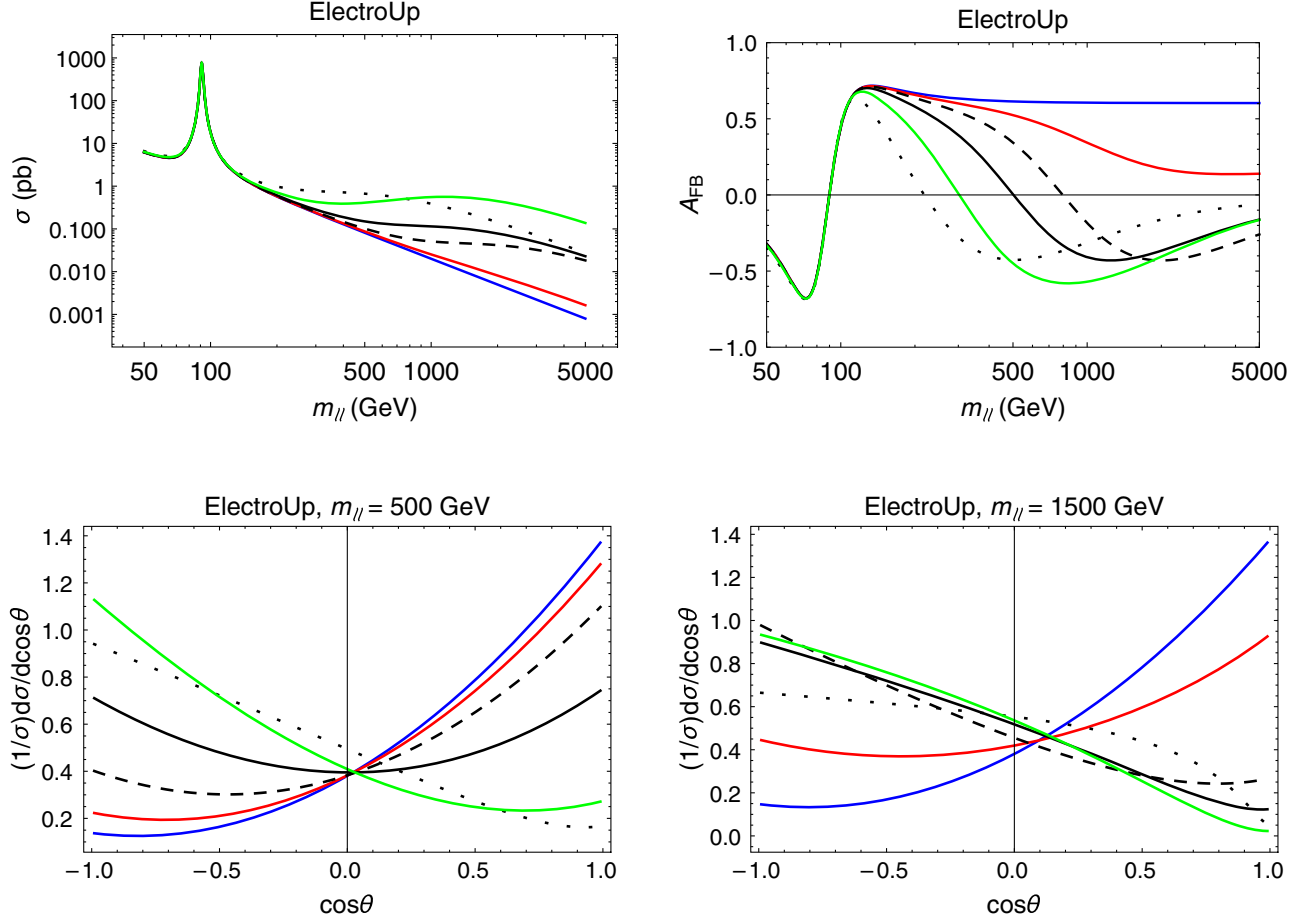 ElectroUp
1000
100
10
1
0.100
0.010
0.001
σ (pb)
50 100 500 1000 5000
m_ll (GeV)
ElectroUp
1.0
0.5
0.0
−0.5
−1.0
A_FB
50 100 500 1000 5000
m_ll (GeV)
ElectroUp, m_ll = 500 GeV
1.4
1.2
1.0
0.8
0.6
0.4
0.2
(1/σ)dσ/dcosθ
−1.0 −0.5 0.0 0.5 1.0
cosθ
ElectroUp, m_ll = 1500 GeV
1.4
1.2
1.0
0.8
0.6
0.4
0.2
0.0
(1/σ)dσ/dcosθ
−1.0 −0.5 0.0 0.5 1.0
cosθ